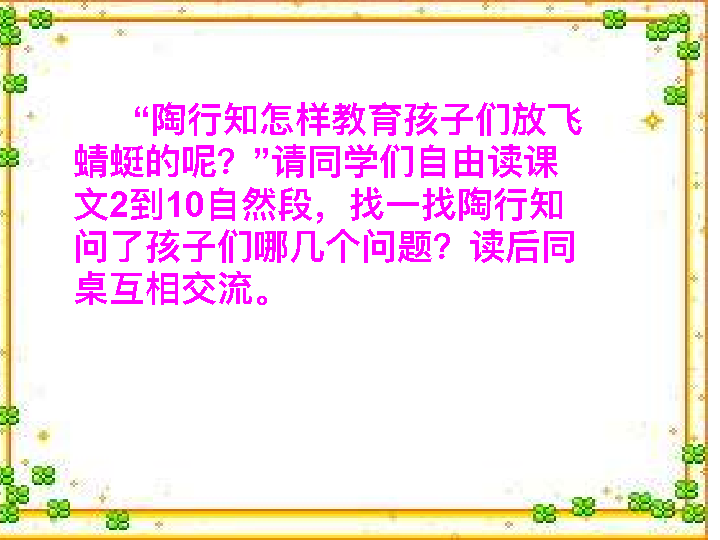 “陶行知怎样教育孩子们放飞
蜻蜓的呢？”请同学们自由读课
文2到10自然段，找一找陶行知
问了孩子们哪几个问题？读后同
桌互相交流。